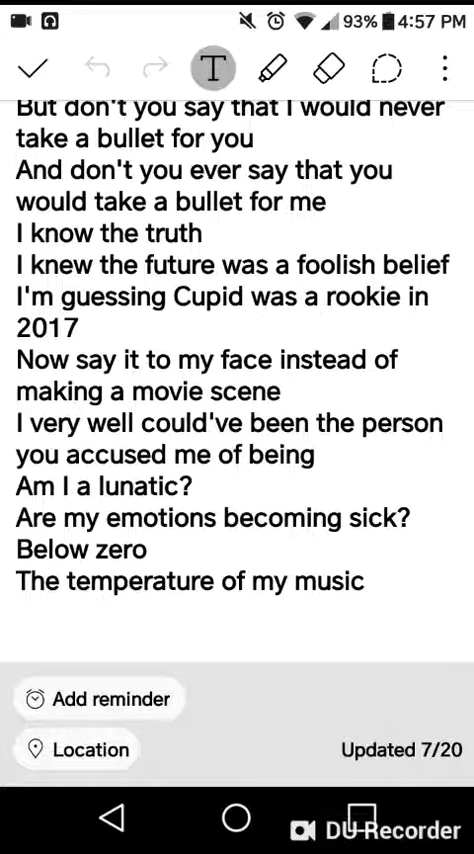 93% 4:57 PM
T
But don't you say that I would never
take a bullet for you
And don't you ever say that you
would take a bullet for me
I know the truth
I knew the future was a foolish belief
I'm guessing Cupid was a rookie in
2017
Now say it to my face instead of
making a movie scene
I very well could've been the person
you accused me of being
Am I a lunatic?
Are my emotions becoming sick?
Below zero
The temperature of my music
Add reminder
Location Updated 7/20
DU Recorder